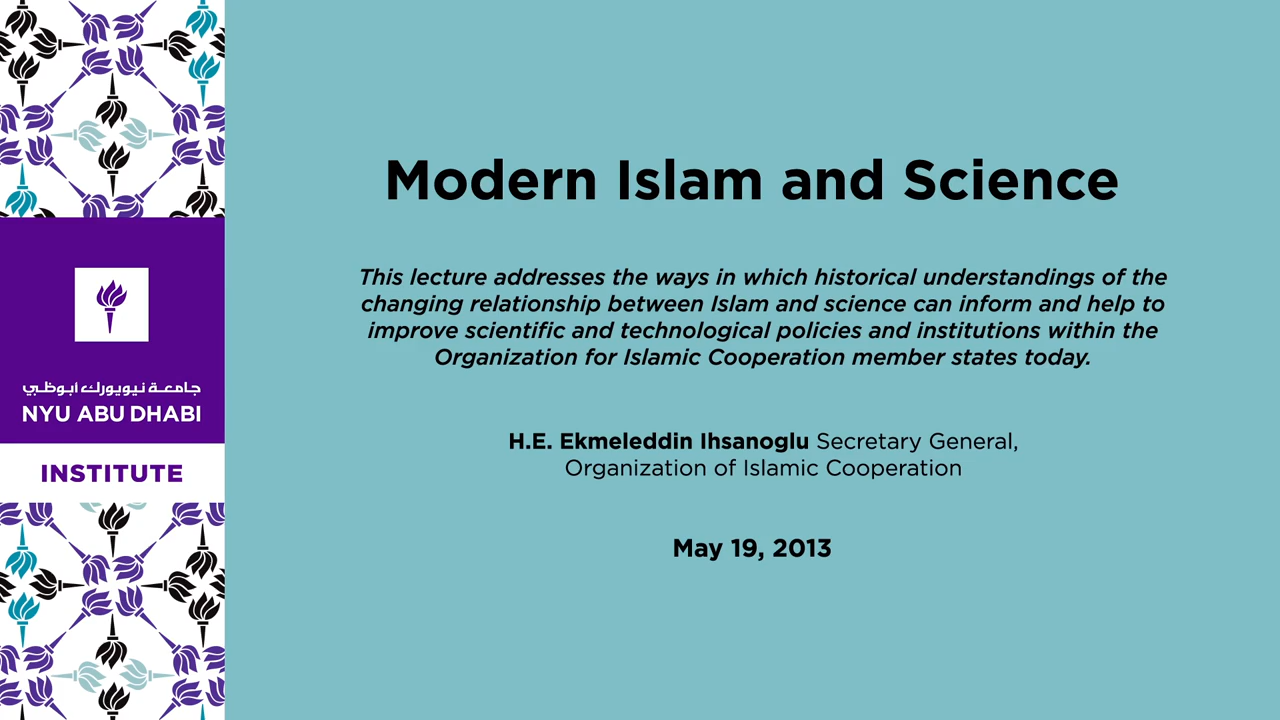 Modern Islam and Science
This lecture addresses the ways in which historical understandings of the
changing relationship between Islam and science can inform and help to
improve scientific and technological policies and institutions within the
Organization for Islamic Cooperation member states today.
H.E. Ekmeleddin Ihsanoglu Secretary General,
Organization of Islamic Cooperation
May 19, 2013
جامعة نيويورك أبوظبي
NYU ABU DHABI
INSTITUTE